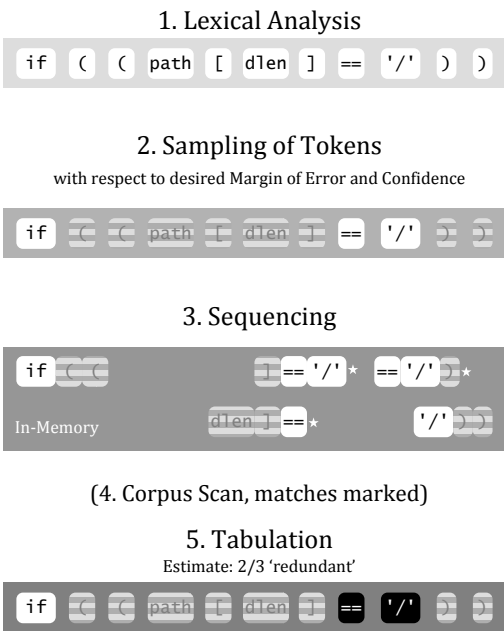 1. Lexical Analysis
if ( ( path [ dlen ] == '/' ) )
2. Sampling of Tokens
with respect to desired Margin of Error and Confidence
if ( ( path [ dlen ] == '/' ) )
3. Sequencing
if ( ( ] == '/' ★ == '/' ) ★
In-Memory dlen ] == ★ '/' ) )
(4. Corpus Scan, matches marked)
5. Tabulation
Estimate: 2/3 ‘redundant’
if ( ( path [ dlen ] == '/' ) )